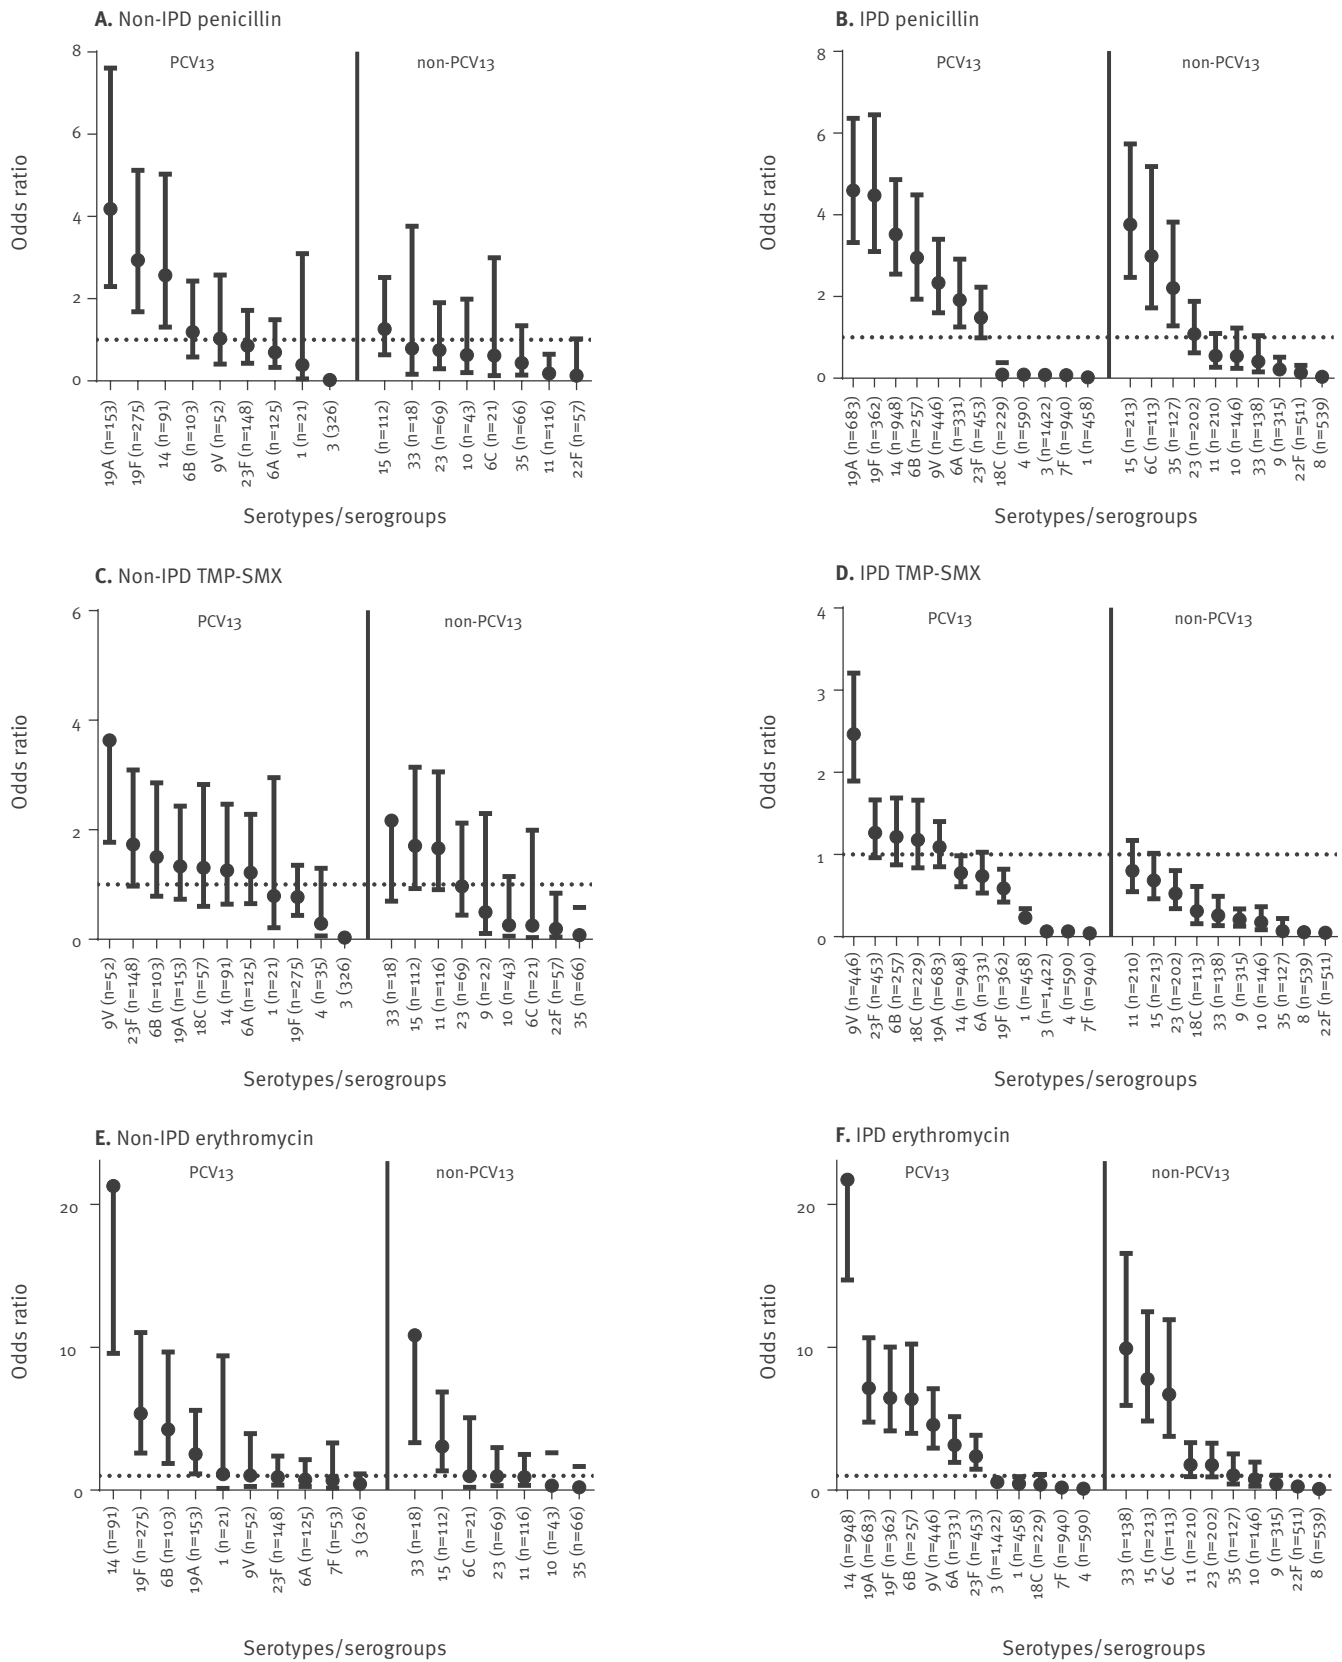 A. Non-IPD penicillin
PCV13
non-PCV13
Odds ratio
8
6
4
2
0
19A (n=153)
19F (n=275)
14 (n=91)
6B (n=103)
9V (n=52)
23F (n=148)
6A (n=125)
1 (n=21)
3 (326)
15 (n=112)
33 (n=18)
23 (n=69)
10 (n=43)
6C (n=21)
35 (n=66)
11 (n=116)
22F (n=57)
Serotypes/serogroups
B. IPD penicillin
PCV13
non-PCV13
Odds ratio
8
6
4
2
0
19A (n=683)
19F (n=362)
14 (n=948)
6B (n=257)
9V (n=446)
6A (n=331)
23F (n=453)
18C (n=229)
4 (n=590)
3 (n=1422)
7F (n=940)
1 (n=458)
15 (n=213)
6C (n=113)
35 (n=127)
23 (n=202)
11 (n=210)
10 (n=146)
33 (n=138)
9 (n=315)
22F (n=511)
8 (n=539)
Serotypes/serogroups
C. Non-IPD TMP-SMX
PCV13
non-PCV13
Odds ratio
6
4
2
0
9V (n=52)
23F (n=148)
6B (n=103)
19A (n=153)
18C (n=57)
14 (n=91)
6A (n=125)
1 (n=21)
19F (n=275)
4 (n=35)
3 (326)
33 (n=18)
15 (n=112)
11 (n=116)
23 (n=69)
9 (n=22)
10 (n=43)
6C (n=21)
22F (n=57)
35 (n=66)
Serotypes/serogroups
D. IPD TMP-SMX
PCV13
non-PCV13
Odds ratio
4
3
2
1
0
9V (n=446)
23F (n=453)
6B (n=257)
18C (n=229)
19A (n=683)
14 (n=948)
6A (n=331)
19F (n=362)
1 (n=458)
3 (n=1,422)
4 (n=590)
7F (n=940)
11 (n=210)
15 (n=213)
23 (n=202)
18C (n=113)
33 (n=138)
9 (n=315)
10 (n=146)
35 (n=127)
8 (n=539)
22F (n=511)
Serotypes/serogroups
E. Non-IPD erythromycin
PCV13
non-PCV13
Odds ratio
20
10
0
14 (n=91)
19F (n=275)
6B (n=103)
19A (n=153)
1 (n=21)
9V (n=52)
23F (n=148)
6A (n=125)
7F (n=53)
3 (326)
33 (n=18)
15 (n=112)
6C (n=21)
23 (n=69)
11 (n=116)
10 (n=43)
35 (n=66)
Serotypes/serogroups
F. IPD erythromycin
PCV13
non-PCV13
Odds ratio
20
10
0
14 (n=948)
19A (n=683)
19F (n=362)
6B (n=257)
9V (n=446)
6A (n=331)
23F (n=453)
3 (n=1,422)
1 (n=458)
18C (n=229)
7F (n=940)
4 (n=590)
33 (n=138)
15 (n=213)
6C (n=113)
11 (n=210)
23 (n=202)
35 (n=127)
10 (n=146)
9 (n=315)
22F (n=511)
8 (n=539)
Serotypes/serogroups